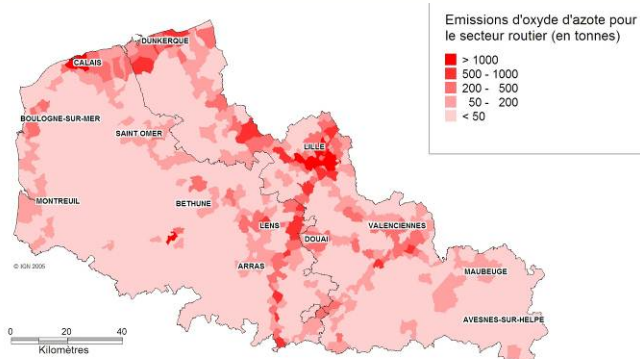 Emissions d'oxyde d'azote pour
le secteur routier (en tonnes)
> 1000
500 - 1000
200 - 500
50 - 200
< 50
DUNKERQUE
CALAIS
BOULOGNE-SUR-MER
SAINT OMER
LILLE
MONTREUIL
BETHUNE
LENS
VALENCIENNES
DOUAI
ARRAS
MAUBEUGE
© IGN 2005
AVESNES-SUR-HELPE
0 20 40
Kilomètres